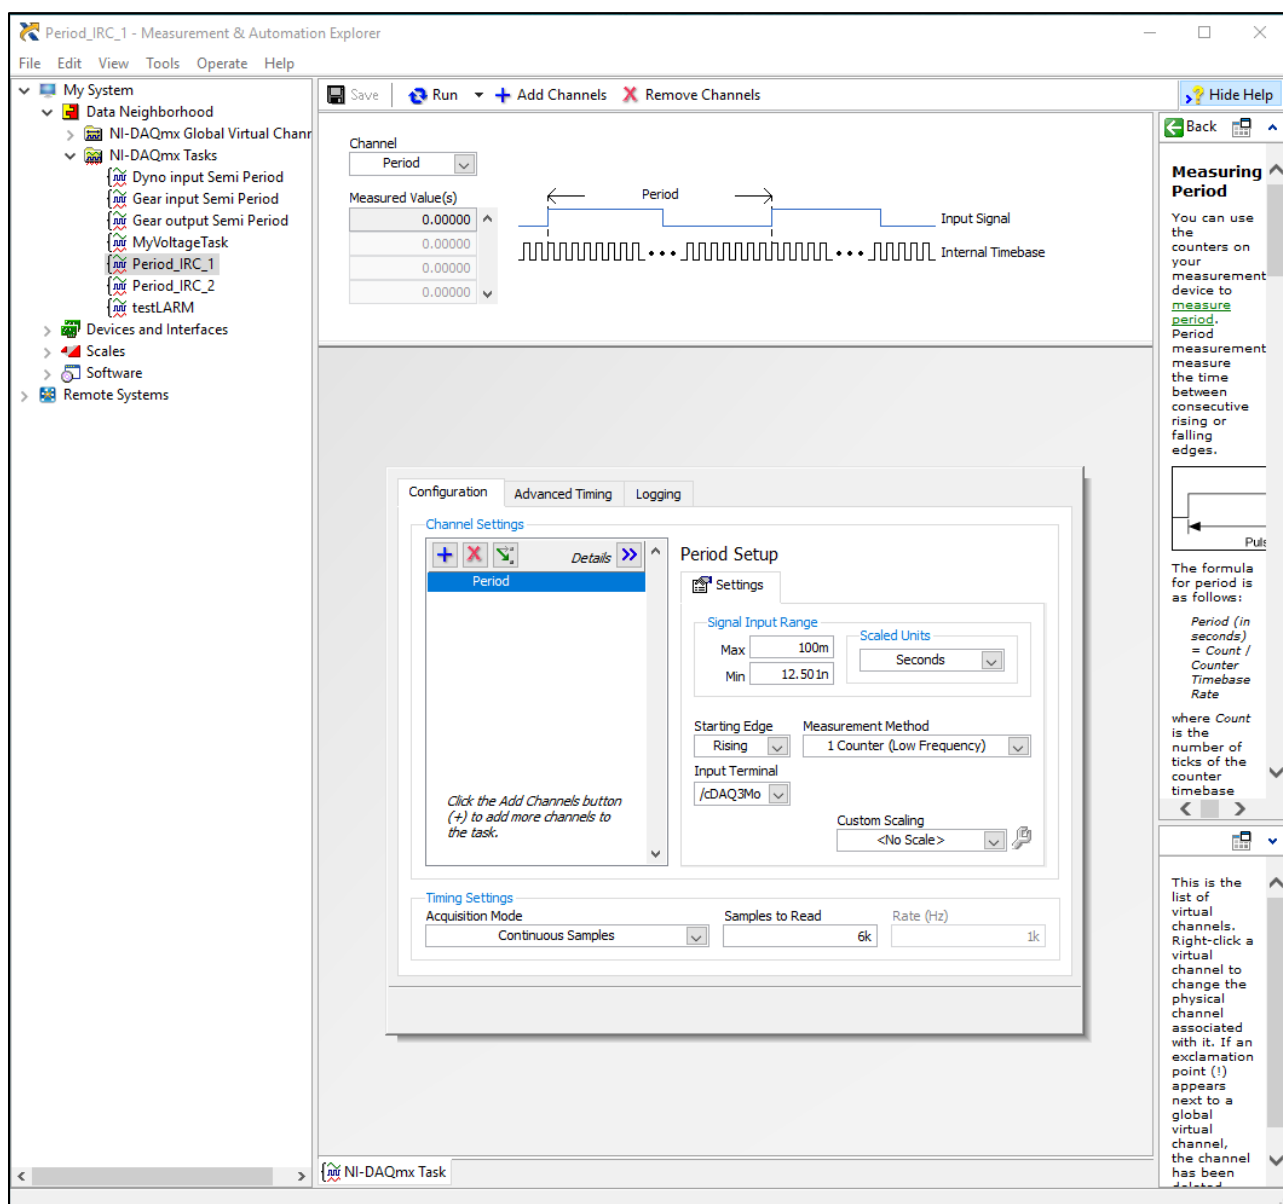 Period_IRC_1 - Measurement & Automation Explorer
File Edit View Tools Operate Help
My System
Data Neighborhood
NI-DAQmx Global Virtual Chanr
NI-DAQmx Tasks
Dyno input Semi Period
Gear input Semi Period
Gear output Semi Period
MyVoltageTask
Period_IRC_1
Period_IRC_2
testLARM
Devices and Interfaces
Scales
Software
Remote Systems
Save Run Add Channels Remove Channels Hide Help
Channel
Period
Measured Value(s)
0.00000
0.00000
0.00000
0.00000
Period
Input Signal
Internal Timebase
Configuration Advanced Timing Logging
Channel Settings
Details
Period
Click the Add Channels button
(+) to add more channels to
the task.
Period Setup
Settings
Signal Input Range
Max 100m
Min 12.501n
Scaled Units
Seconds
Starting Edge Measurement Method
Rising 1 Counter (Low Frequency)
Input Terminal
/cDAQ3Mo
Custom Scaling
<No Scale>
Timing Settings
Acquisition Mode Samples to Read Rate (Hz)
Continuous Samples 6k 1k
NI-DAQmx Task
Back
Measuring
Period
You can use
the
counters on
your
measurement
device to
measure
period.
Period
measurement
measure
the time
between
consecutive
rising or
falling
edges.
Puls
The formula
for period is
as follows:
Period (in
seconds)
= Count /
Counter
Timebase
Rate
where Count
is the
number of
ticks of the
counter
timebase
This is the
list of
virtual
channels.
Right-click a
virtual
channel to
change the
physical
channel
associated
with it. If an
exclamation
point (!)
appears
next to a
global
virtual
channel,
the channel
has been
deleted